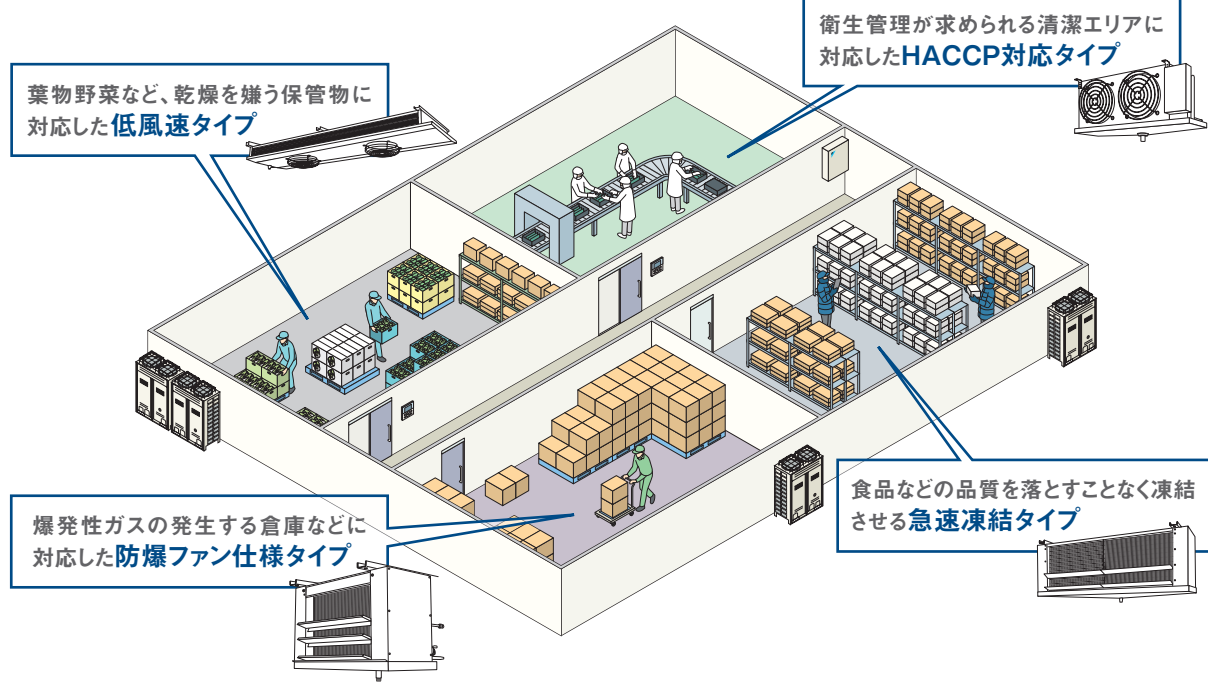 衛生管理が求められる清潔エリアに
対応したHACCP対応タイプ
葉物野菜など、乾燥を嫌う保管物に
対応した低風速タイプ
爆発性ガスの発生する倉庫などに
対応した防爆ファン仕様タイプ
食品などの品質を落とすことなく凍結
させる急速凍結タイプ